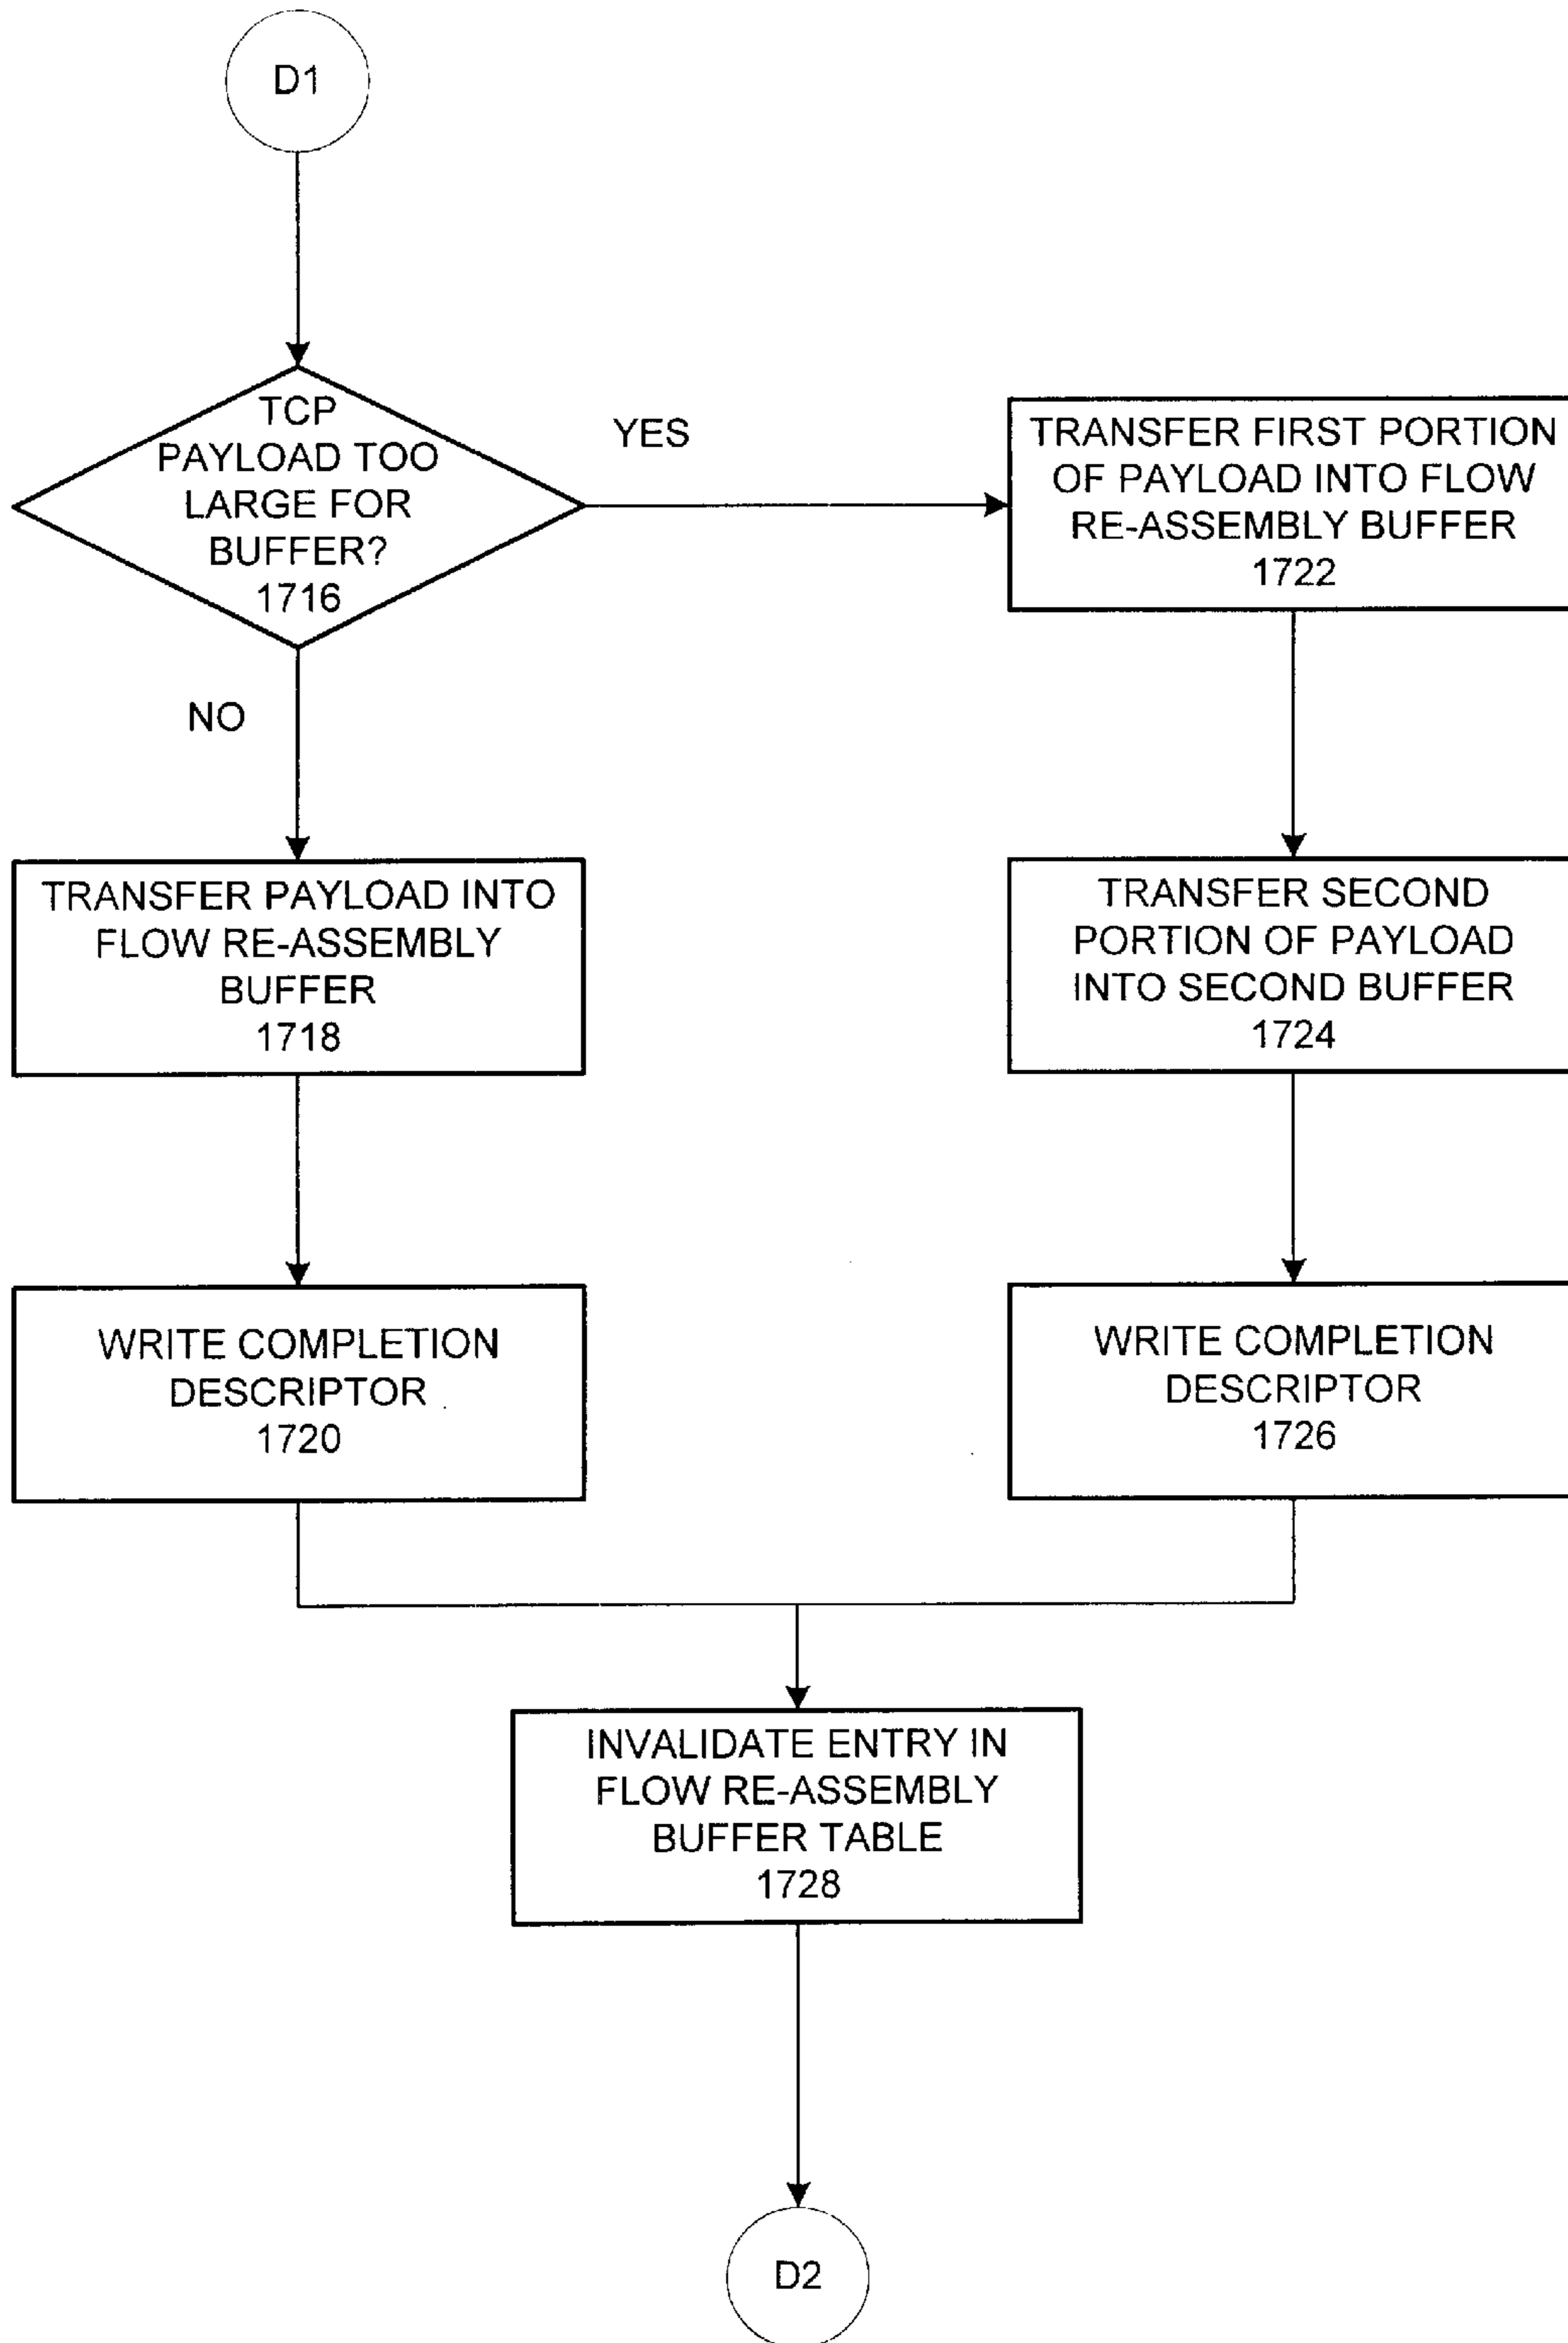 D1
TCP
PAYLOAD TOO
LARGE FOR
BUFFER?
1716
YES
NO
TRANSFER FIRST PORTION
OF PAYLOAD INTO FLOW
RE-ASSEMBLY BUFFER
1722
TRANSFER PAYLOAD INTO
FLOW RE-ASSEMBLY
BUFFER
1718
TRANSFER SECOND
PORTION OF PAYLOAD
INTO SECOND BUFFER
1724
WRITE COMPLETION
DESCRIPTOR
1720
WRITE COMPLETION
DESCRIPTOR
1726
INVALIDATE ENTRY IN
FLOW RE-ASSEMBLY
BUFFER TABLE
1728
D2